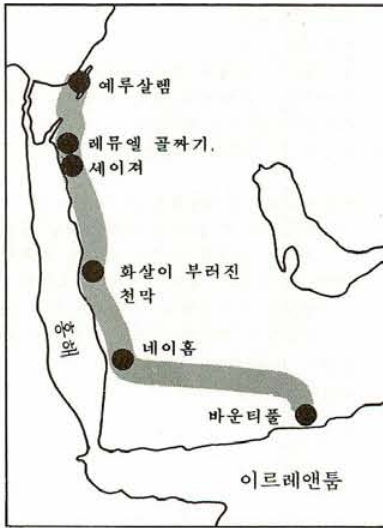 예루살렘
레뮤엘 골짜기,
세이져
화살이 부러진
천막
홍해
네이홈
바운티풀
이르레앤툼